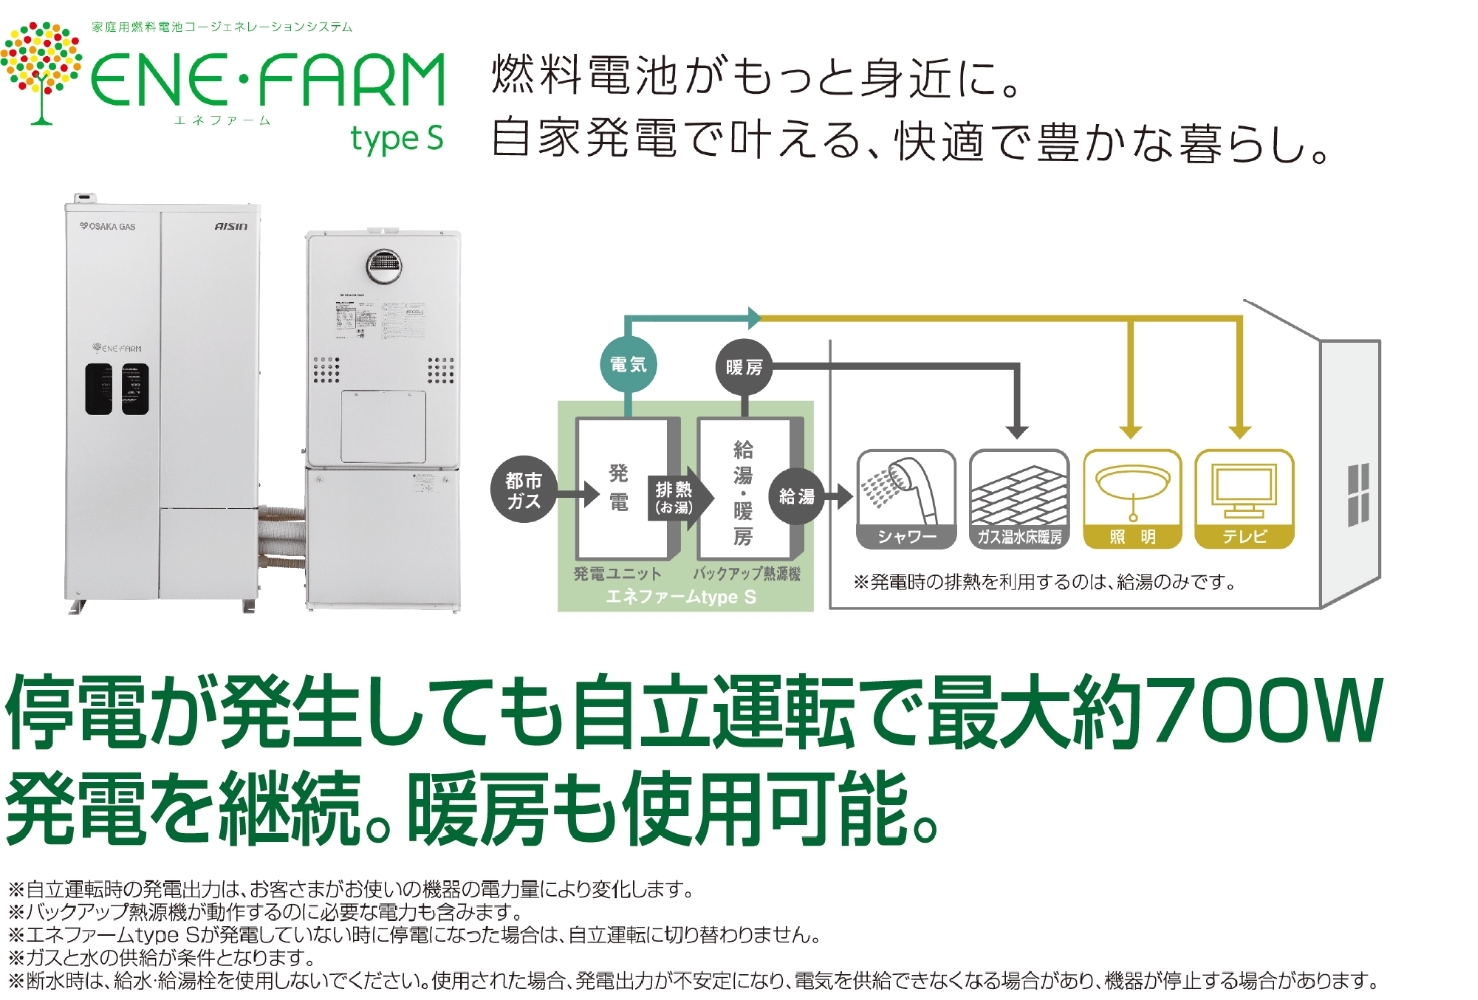 家庭用燃料電池コージェネレーションシステム
ENE・FARM
エネファーム
type S
燃料電池がもっと身近に。
自家発電で叶える、快適で豊かな暮らし。
OSAKA GAS
AISIN
ENE・FARM
電気
暖房
都市
ガス
発電
排熱
(お湯)
給湯・暖房
給湯
発電ユニット
バックアップ熱源機
エネファームtype S
シャワー
ガス温水床暖房
照 明
テレビ
※発電時の排熱を利用するのは、給湯のみです。
停電が発生しても自立運転で最大約700W
発電を継続。暖房も使用可能。
※自立運転時の発電出力は、お客さまがお使いの機器の電力量により変化します。
※バックアップ熱源機が動作するのに必要な電力も含みます。
※エネファームtype Sが発電していない時に停電になった場合は、自立運転に切り替わりません。
※ガスと水の供給が条件となります。
※断水時は、給水・給湯栓を使用しないでください。使用された場合、発電出力が不安定になり、電気を供給できなくなる場合があり、機器が停止する場合があります。